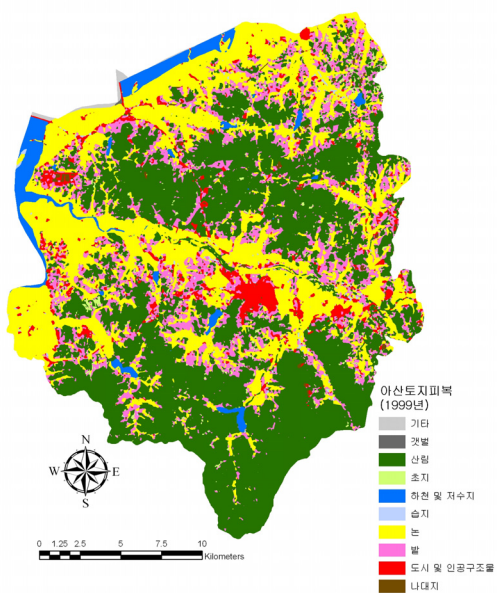 아산토지피복
(1999년)
기타
갯벌
산림
초지
하천 및 저수지
습지
논
밭
도시 및 인공구조물
나대지
N
W E
S
0 1.25 2.5 5 7.5 10
Kilometers